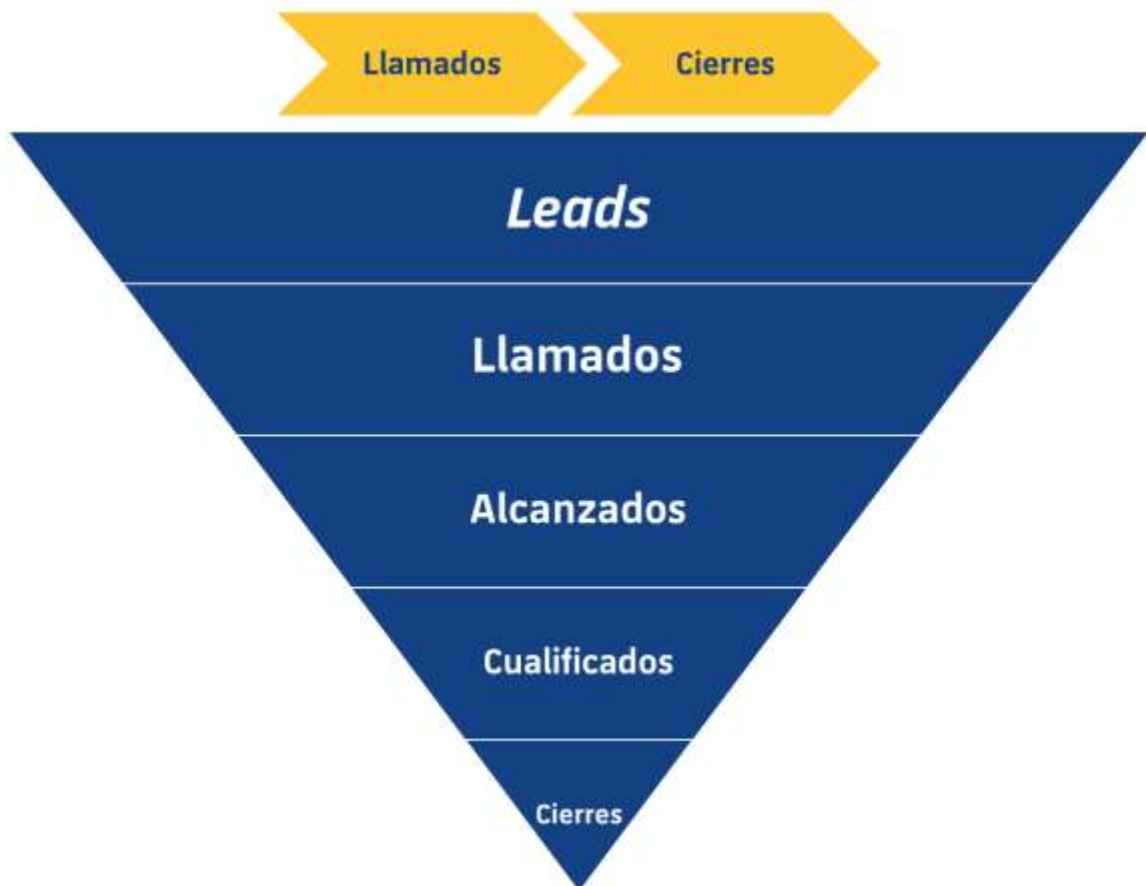 Llamados
Cierres
Leads
Llamados
Alcanzados
Cualificados
Cierres